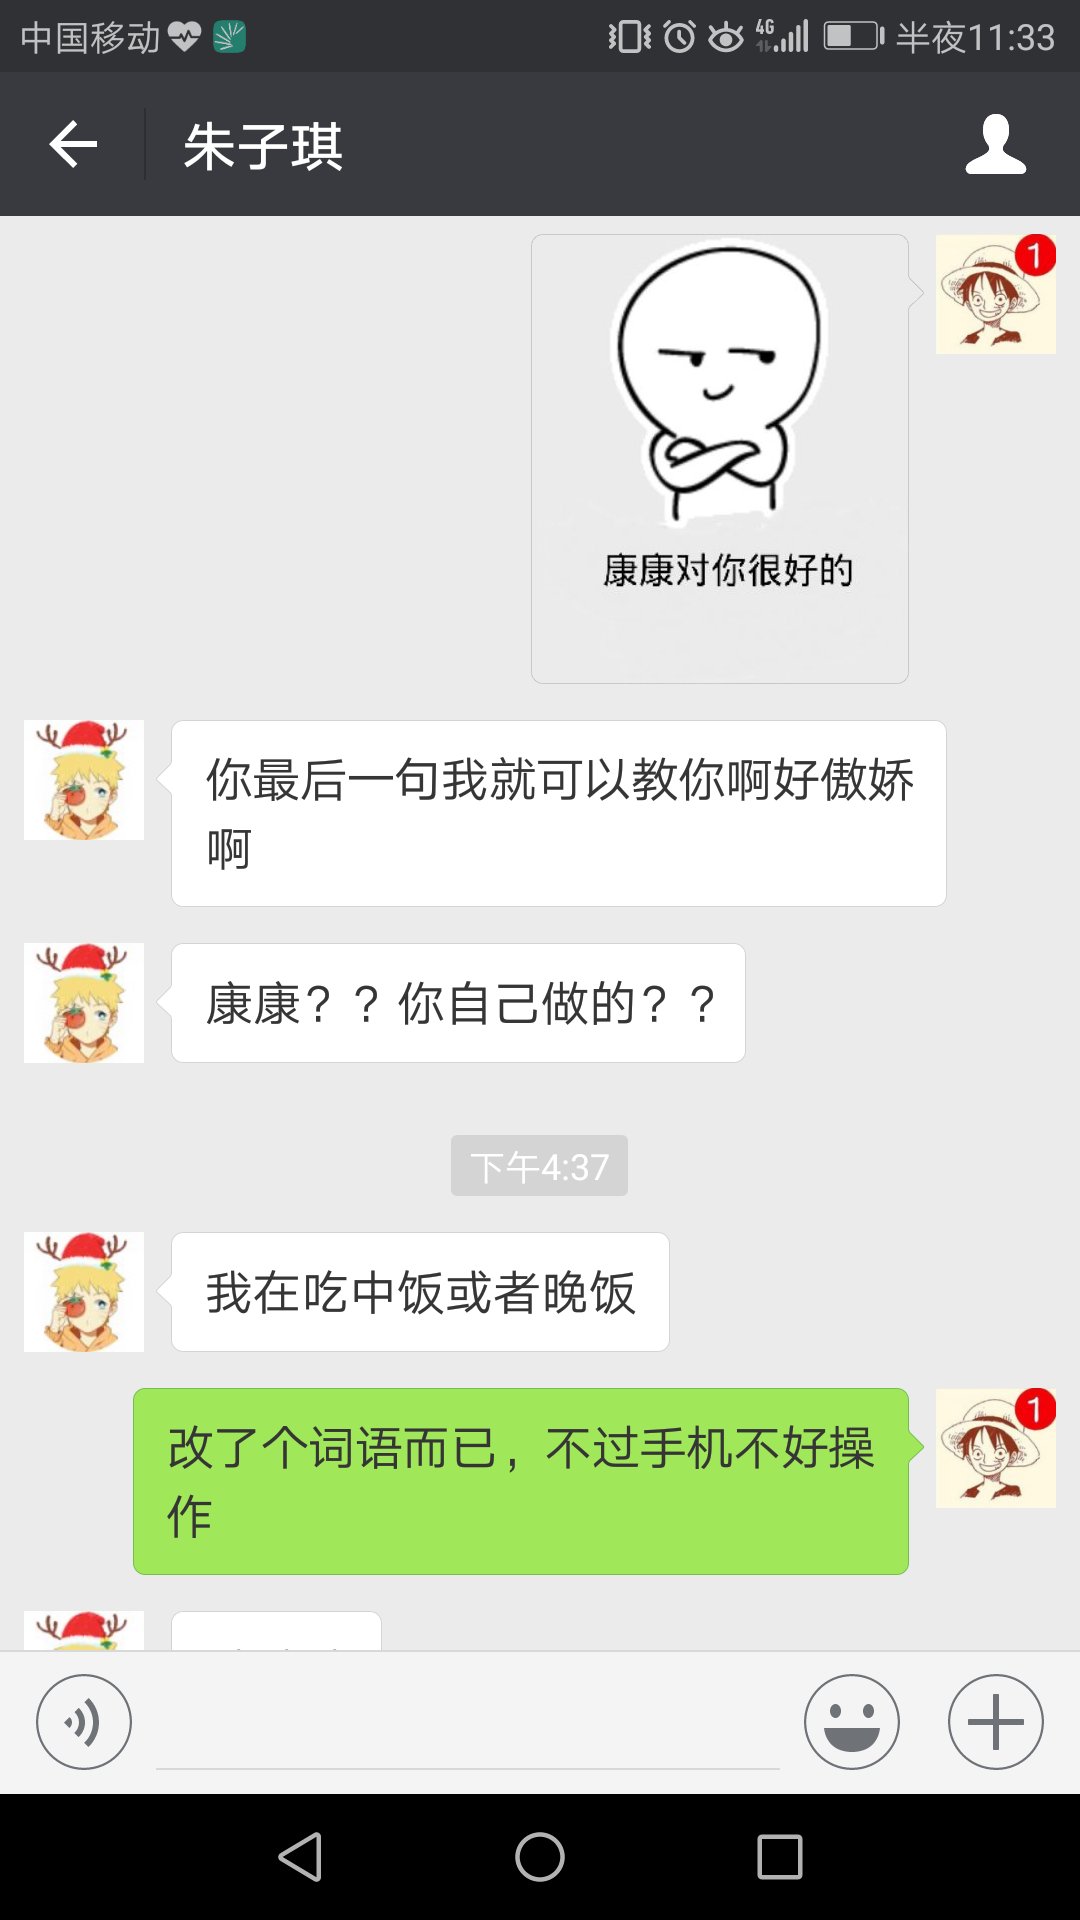 中国移动 4G 半夜11:33
朱子琪
1
康康对你很好的
你最后一句我就可以教你啊好傲娇
啊
康康？？你自己做的？？
下午4:37
我在吃中饭或者晚饭
1
改了个词语而已，不过手机不好操
作